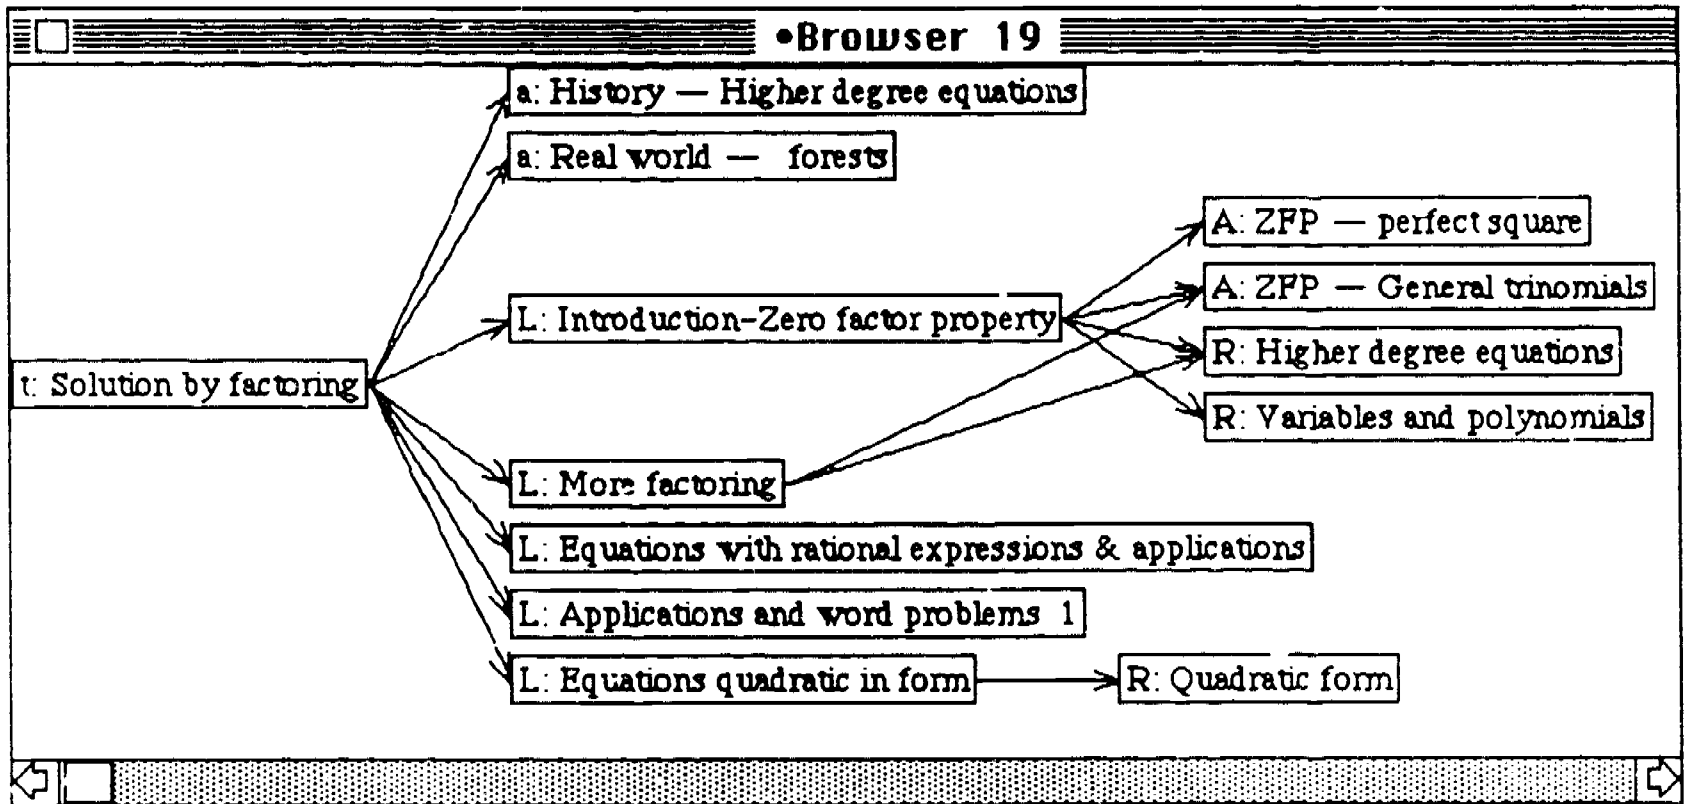 •Browser 19
a: History — Higher degree equations
a: Real world — forests
A: ZFP — perfect square
A: ZFP — General trinomials
L: Introduction-Zero factor property
R: Higher degree equations
t: Solution by factoring
R: Variables and polynomials
L: More factoring
L: Equations with rational expressions & applications
L: Applications and word problems 1
L: Equations quadratic in form
R: Quadratic form